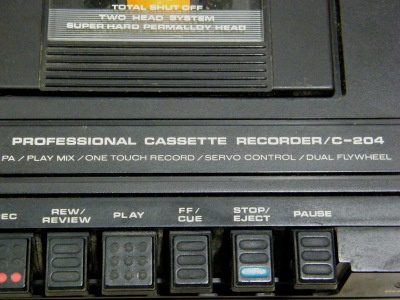 TOTAL SHUT OFF
TWO HEAD SYSTEM
SUPER HARD PERMALLOY HEAD
PROFESSIONAL CASSETTE RECORDER/C-204
PA / PLAY MIX / ONE TOUCH RECORD / SERVO CONTROL / DUAL FLYWHEEL
EC
REW/
REVIEW
PLAY
FF/
CUE
STOP/
EJECT
PAUSE